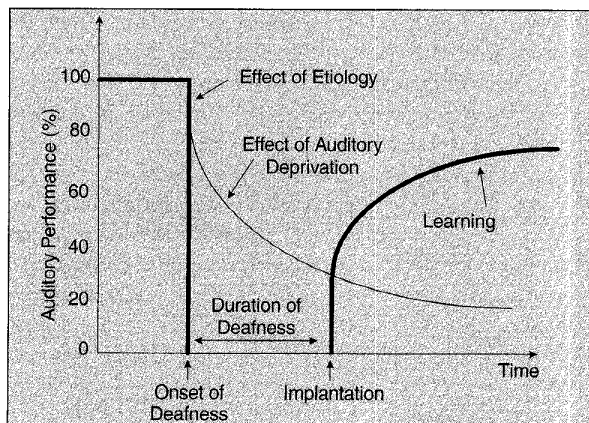 100
80
60
40
20
0
Auditory Performance (%)
Effect of Etiology
Effect of Auditory
Deprivation
Learning
Duration of
Deafness
Time
Onset of
Deafness
Implantation